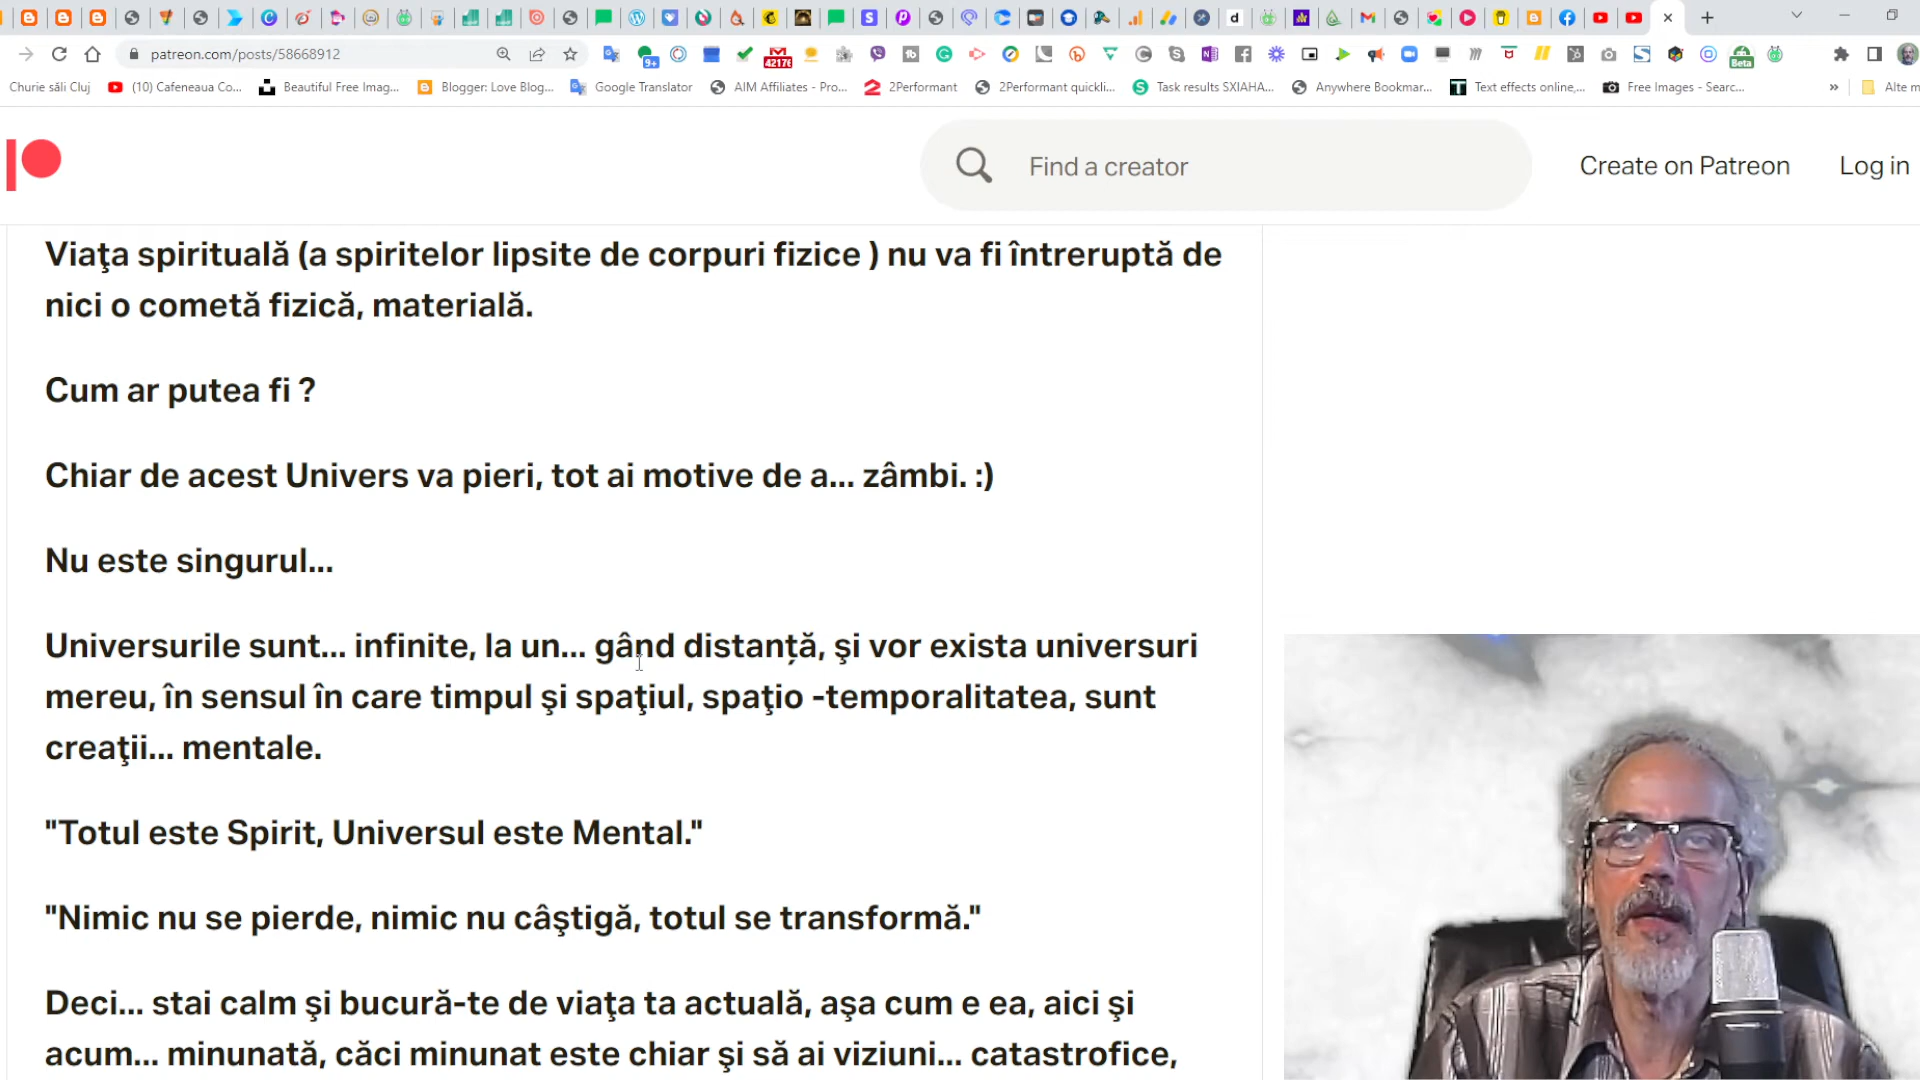 patreon.com/posts/58668912
9+
42176
Beta
Churie săli Cluj
(10) Cafeneaua Co...
Beautiful Free Imag...
Blogger: Love Blog...
Google Translator
AIM Affiliates - Pro...
2Performant
2Performant quickli...
Task results SXIAHA...
Anywhere Bookmar...
Text effects online,...
Free Images - Searc...
»
Alte m
Find a creator
Create on Patreon
Log in
Viaţa spirituală (a spiritelor lipsite de corpuri fizice ) nu va fi întreruptă de
nici o cometă fizică, materială.
Cum ar putea fi ?
Chiar de acest Univers va pieri, tot ai motive de a... zâmbi. :)
Nu este singurul...
Universurile sunt... infinite, la un... gând distanță, şi vor exista universuri
mereu, în sensul în care timpul şi spaţiul, spaţio -temporalitatea, sunt
creaţii... mentale.
"Totul este Spirit, Universul este Mental."
"Nimic nu se pierde, nimic nu câştigă, totul se transformă."
Deci... stai calm şi bucură-te de viaţa ta actuală, aşa cum e ea, aici şi
acum... minunată, căci minunat este chiar şi să ai viziuni... catastrofice,